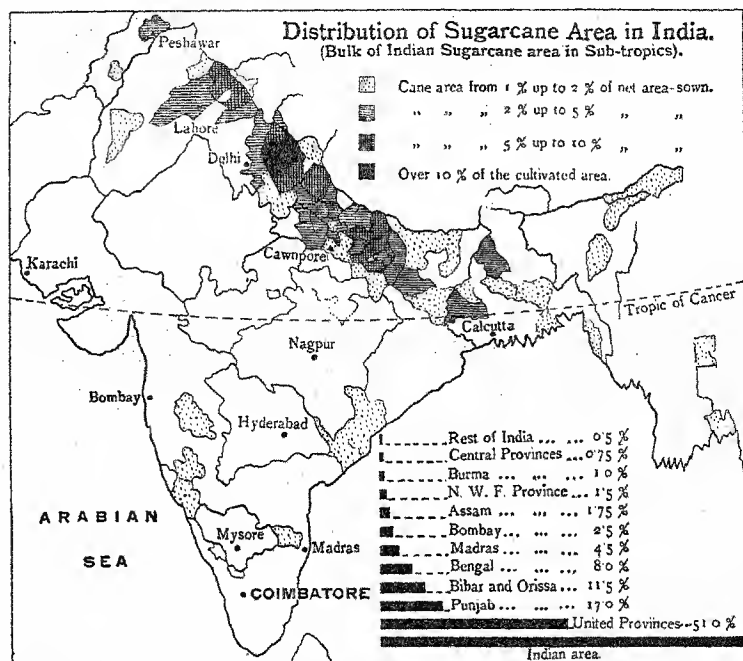 Distribution of Sugarcane Area in India.
(Bulk of Indian Sugarcane area in Sub-tropics).
Cane area from 1 % up to 2 % of net area-sown.
„ „ „ 2 % up to 5 % „ „
„ „ „ 5 % up to 10 % „ „
Over 10 % of the cultivated area.
Peshawar
Lahore
Delhi
Cawnpore
Karachi
Tropic of Cancer
Calcutta
Nagpur
Bombay
Hyderabad
ARABIAN
SEA
Mysore
Madras
COIMBATORE
Rest of India ... ... 0·5 %
Central Provinces ... 0·75 %
Burma ... „ ... 1·0 %
N. W. F. Province ... 1·5 %
Assam ... ... ... 1·75 %
Bombay ... ... ... 2·5 %
Madras ... ... ... 4·5 %
Bengal ... ... ... 8·0 %
Bihar and Orissa ... 11·5 %
Punjab ... ... ... 17·0 %
United Provinces -- 51·0 %
Indian area.